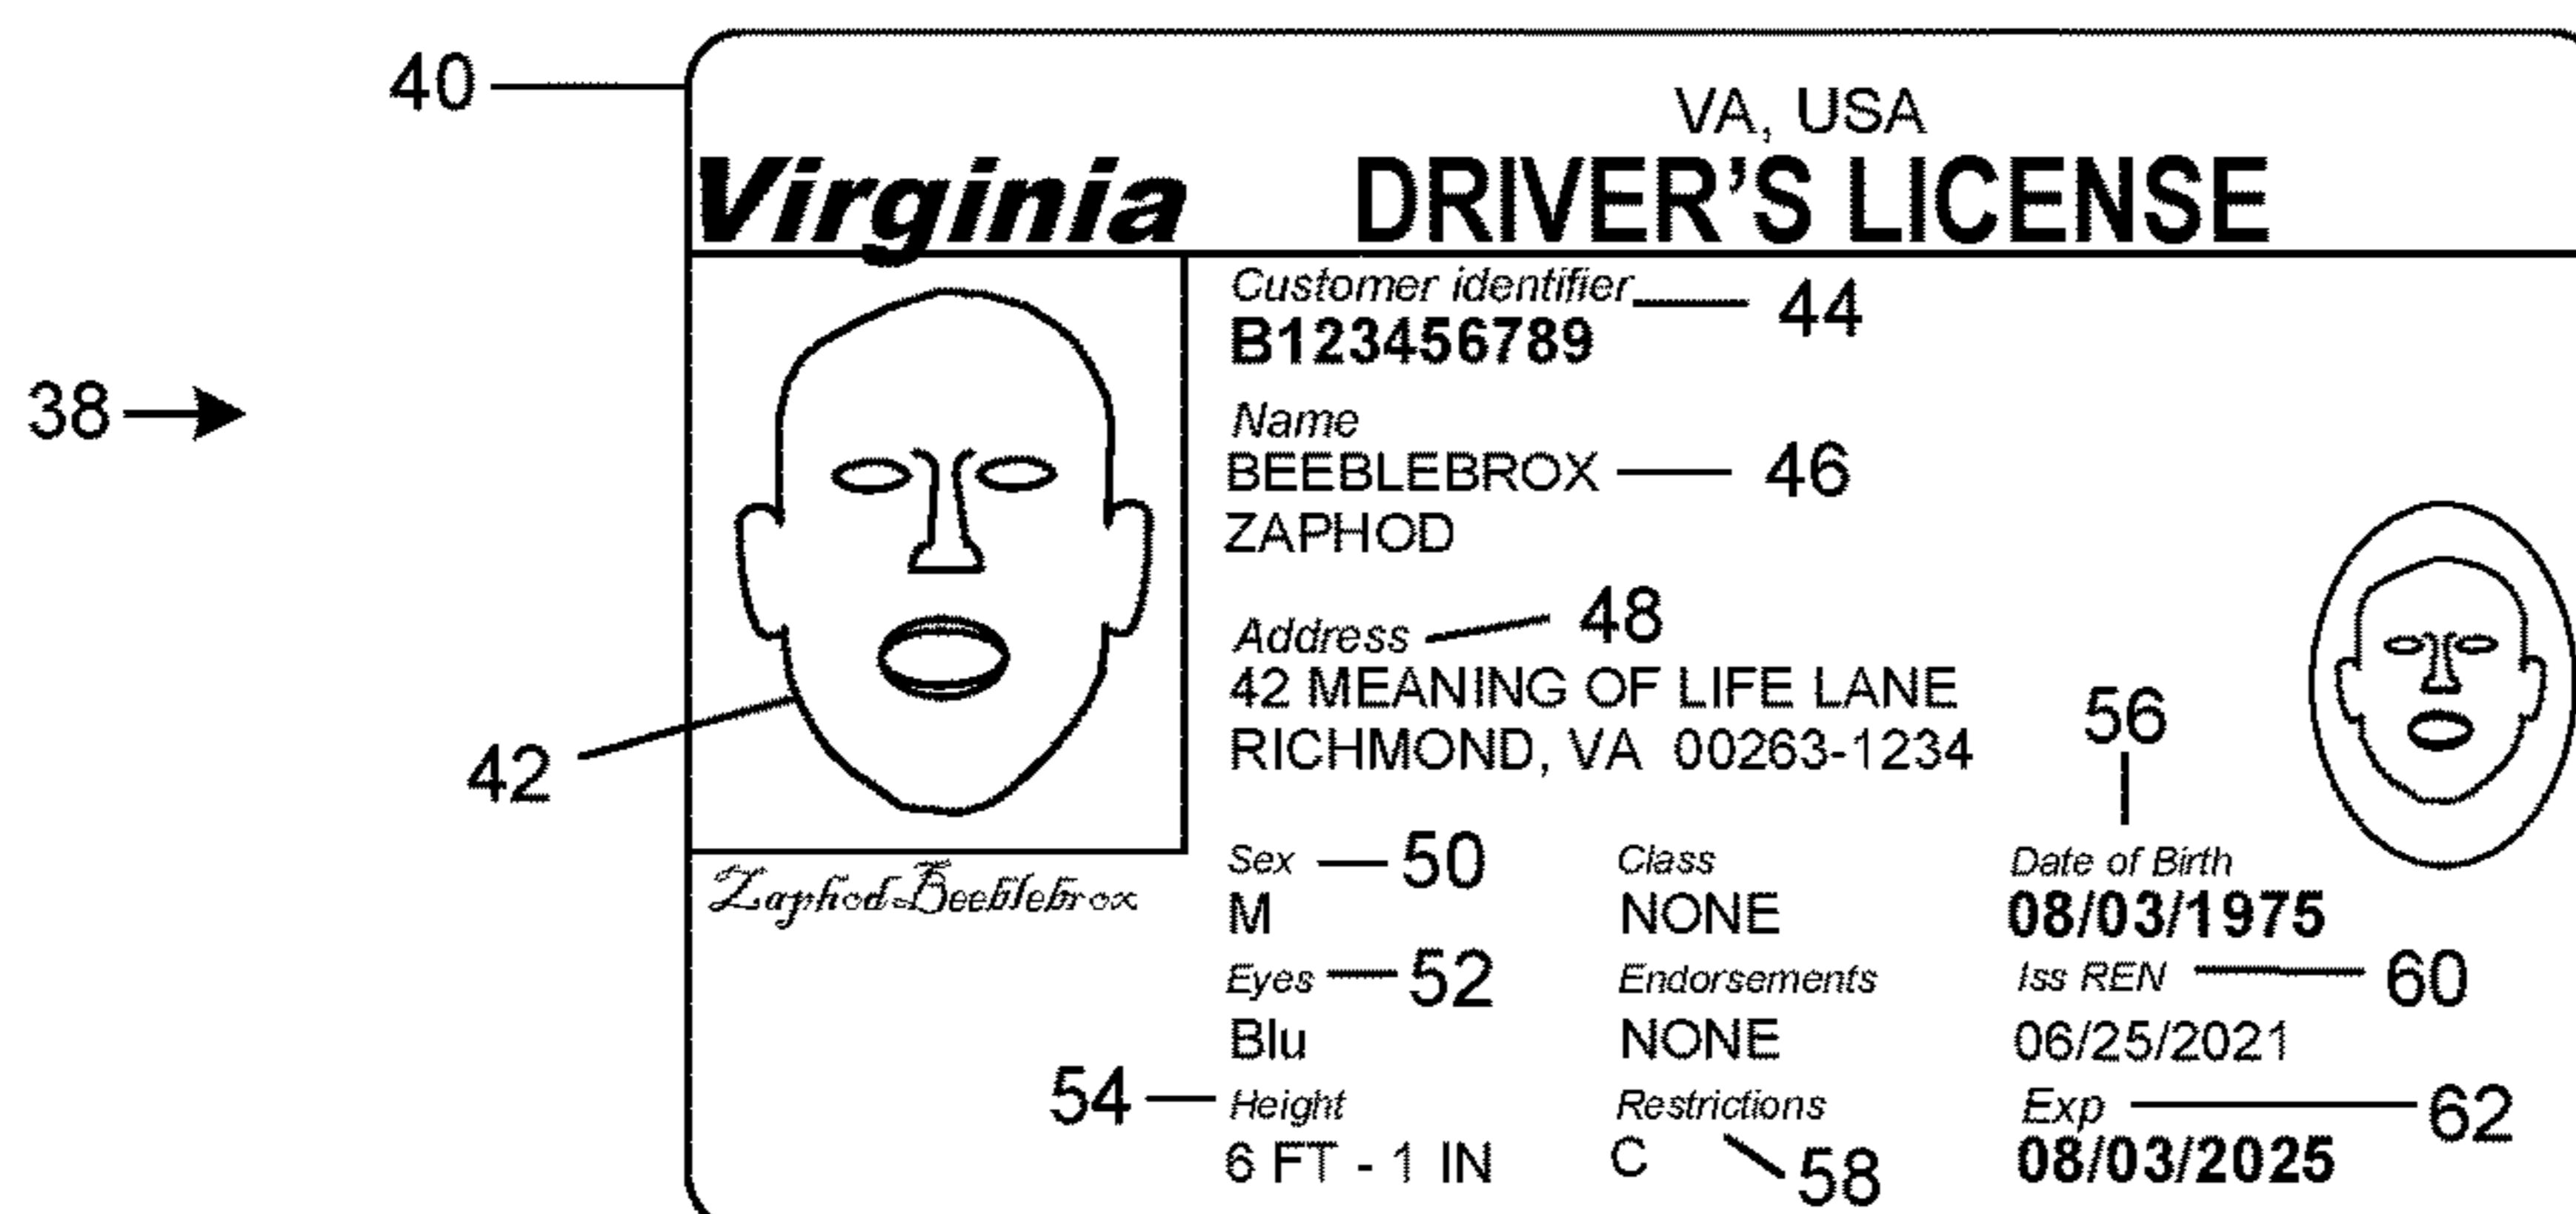 40
VA, USA
Virginia DRIVER'S LICENSE
Customer identifier 44
B123456789
38
Name
BEEBLEBROX 46
ZAPHOD
Address 48
42 MEANING OF LIFE LANE
RICHMOND, VA 00263-1234
56
42
Sex 50 Class Date of Birth
Zaphod Beeblebrox
M NONE 08/03/1975
Eyes 52 Endorsements Iss REN 60
Blu NONE 06/25/2021
54 Height Restrictions Exp 62
6 FT - 1 IN C 58 08/03/2025